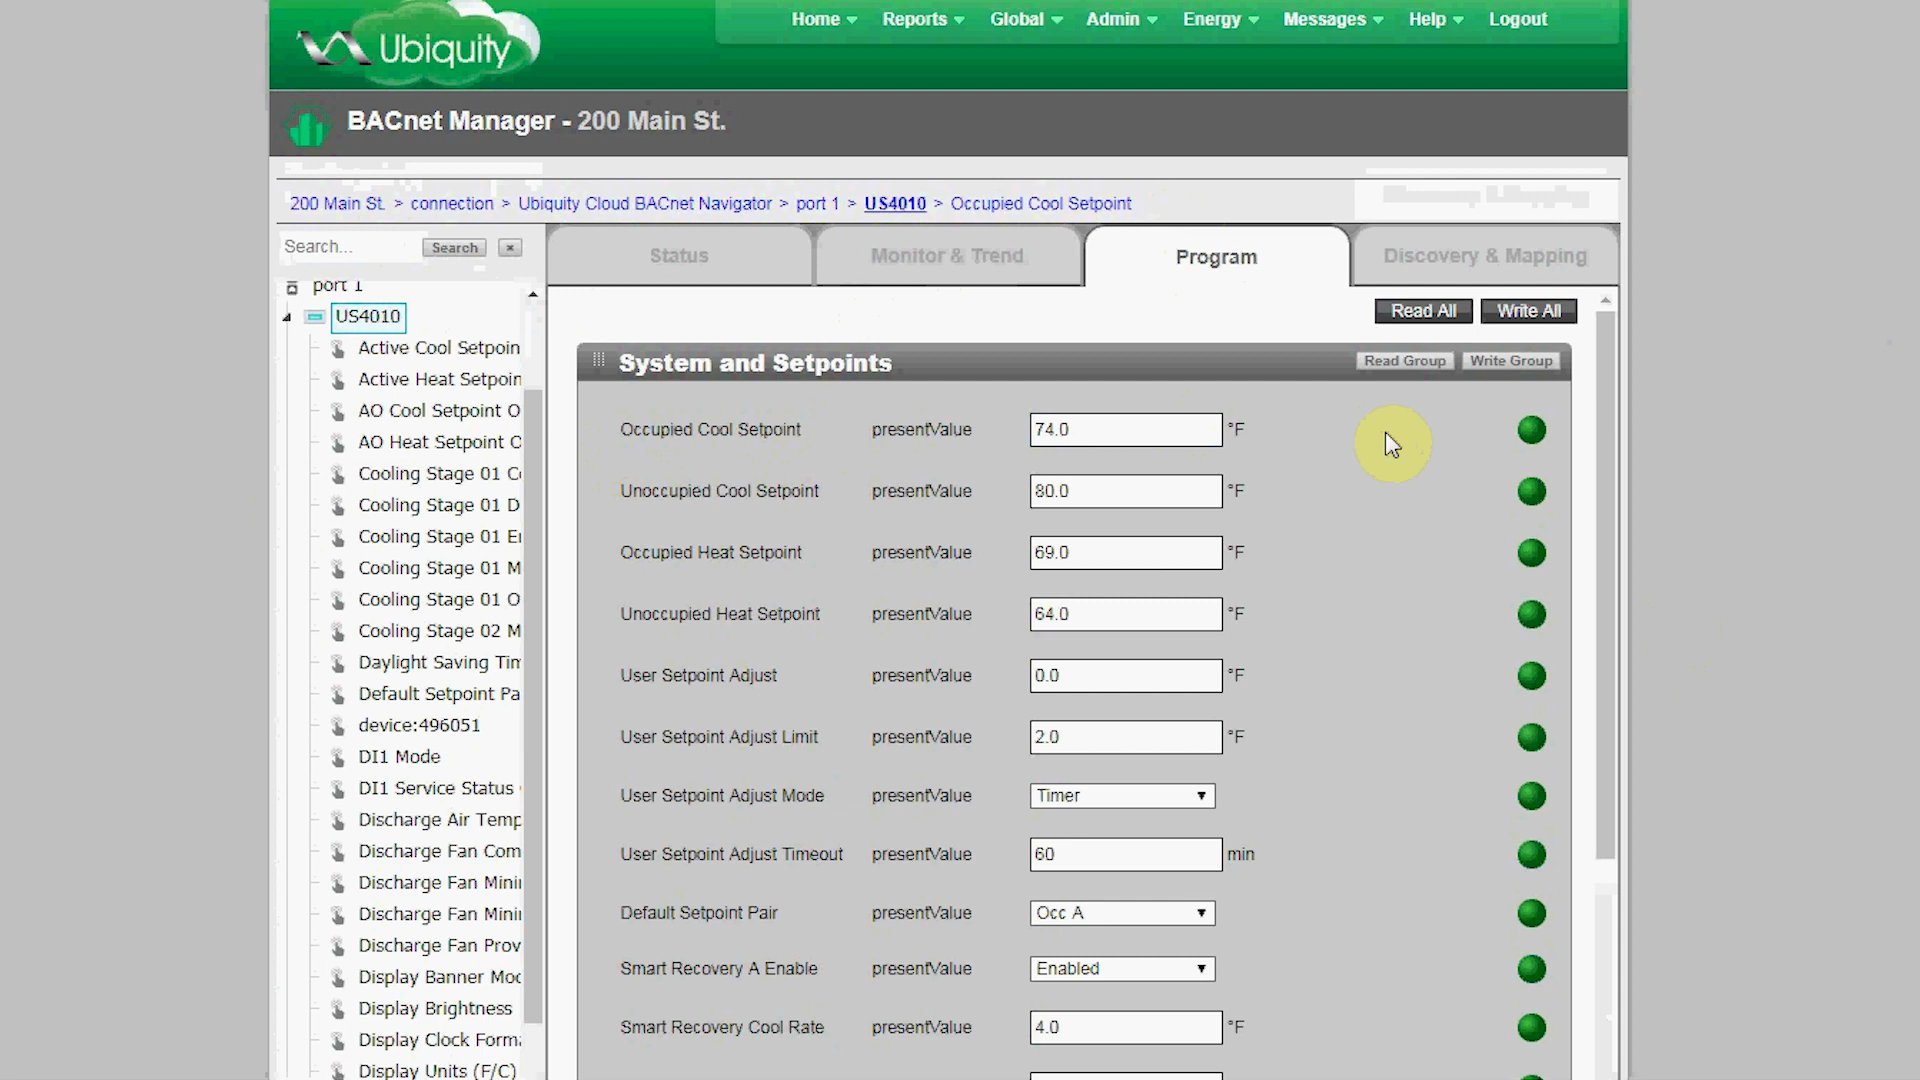 Ubiquity
Home Reports Global Admin Energy Messages Help Logout
BACnet Manager - 200 Main St.
200 Main St. > connection > Ubiquity Cloud BACnet Navigator > port 1 > US4010 > Occupied Cool Setpoint
Search... Search ×
Status Monitor & Trend Program Discovery & Mapping
port 1
US4010
Active Cool Setpoin
Active Heat Setpoin
AO Cool Setpoint O
AO Heat Setpoint O
Cooling Stage 01 C
Cooling Stage 01 D
Cooling Stage 01 E
Cooling Stage 01 M
Cooling Stage 01 O
Cooling Stage 02 M
Daylight Saving Tim
Default Setpoint Pa
device:496051
DI1 Mode
DI1 Service Status
Discharge Air Temp
Discharge Fan Com
Discharge Fan Mini
Discharge Fan Mini
Discharge Fan Prov
Display Banner Mod
Display Brightness
Display Clock Forma
Display Units (F/C)
Read All Write All
System and Setpoints Read Group Write Group
Occupied Cool Setpoint presentValue 74.0 °F
Unoccupied Cool Setpoint presentValue 80.0 °F
Occupied Heat Setpoint presentValue 69.0 °F
Unoccupied Heat Setpoint presentValue 64.0 °F
User Setpoint Adjust presentValue 0.0 °F
User Setpoint Adjust Limit presentValue 2.0 °F
User Setpoint Adjust Mode presentValue Timer
User Setpoint Adjust Timeout presentValue 60 min
Default Setpoint Pair presentValue Occ A
Smart Recovery A Enable presentValue Enabled
Smart Recovery Cool Rate presentValue 4.0 °F